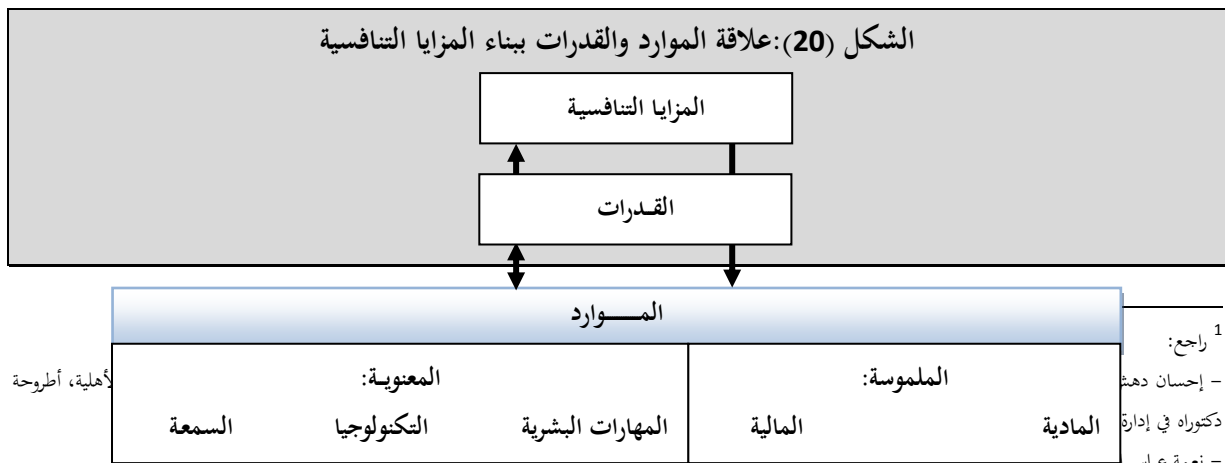 الشكل (20):علاقة الموارد والقدرات ببناء المزايا التنافسية
المزايا التنافسية
القـدرات
المــــوارد
الملموسة:
المعنويـة:
المادية
المالية
المهارات البشرية
التكنولوجيا
السمعة
1 راجع:
– إحسان دهش
لأهلية، أطروحة
دكتوراه في إدارة